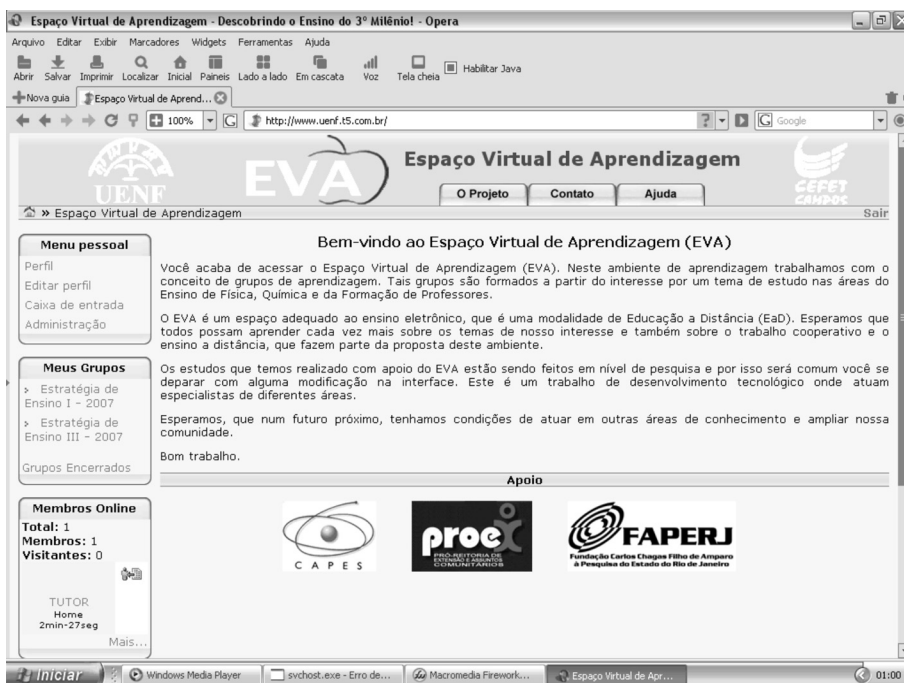 Espaço Virtual de Aprendizagem - Descobrindo o Ensino do 3º Milênio! - Opera
Arquivo Editar Exibir Marcadores Widgets Ferramentas Ajuda
Abrir Salvar Imprimir Localizar Inicial Paineis Lado a lado Em cascata Voz Tela cheia Habilitar Java
Nova guia Espaço Virtual de Aprend...
100% G http://www.uenf.t5.com.br/ ? G Google
UENF EVA Espaço Virtual de Aprendizagem CEFET CAMPOS
O Projeto Contato Ajuda
» Espaço Virtual de Aprendizagem Sair
Menu pessoal
Perfil
Editar perfil
Caixa de entrada
Administração
Meus Grupos
> Estratégia de
Ensino I - 2007
> Estratégia de
Ensino III - 2007
Grupos Encerrados
Membros Online
Total: 1
Membros: 1
Visitantes: 0
TUTOR
Home
2min-27seg
Mais...
Bem-vindo ao Espaço Virtual de Aprendizagem (EVA)
Você acaba de acessar o Espaço Virtual de Aprendizagem (EVA). Neste ambiente de aprendizagem trabalhamos com o
conceito de grupos de aprendizagem. Tais grupos são formados a partir do interesse por um tema de estudo nas áreas do
Ensino de Física, Química e da Formação de Professores.
O EVA é um espaço adequado ao ensino eletrônico, que é uma modalidade de Educação a Distância (EaD). Esperamos que
todos possam aprender cada vez mais sobre os temas de nosso interesse e também sobre o trabalho cooperativo e o
ensino a distância, que fazem parte da proposta deste ambiente.
Os estudos que temos realizado com apoio do EVA estão sendo feitos em nível de pesquisa e por isso será comum você se
deparar com alguma modificação na interface. Este é um trabalho de desenvolvimento tecnológico onde atuam
especialistas de diferentes áreas.
Esperamos, que num futuro próximo, tenhamos condições de atuar em outras áreas de conhecimento e ampliar nossa
comunidade.
Bom trabalho.
Apoio
CAPES
proex
PRÓ-REITORIA DE
EXTENSÃO E ASSUNTOS
COMUNITÁRIOS
FAPERJ
Fundação Carlos Chagas Filho de Amparo
à Pesquisa do Estado do Rio de Janeiro
Iniciar Windows Media Player svchost.exe - Erro de... Macromedia Firework... Espaço Virtual de Apr... 01:00